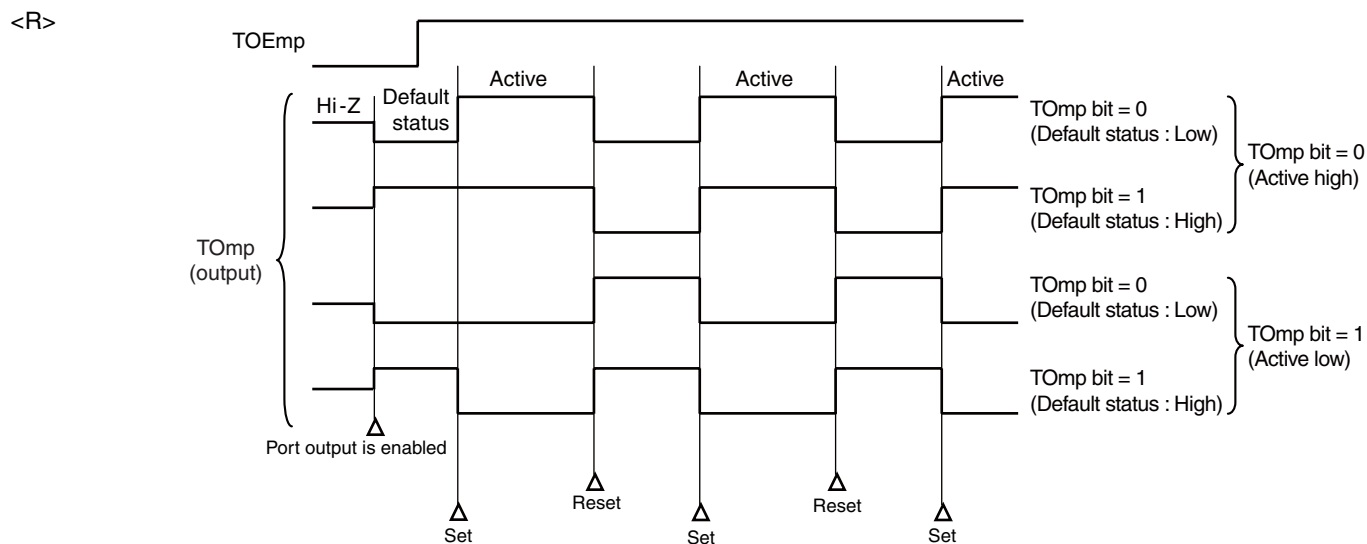 <R>
TOEmp
Active
Active
Active
Hi-Z
Default
status
TOmp bit = 0
(Default status : Low)
TOmp bit = 0
(Active high)
TOmp bit = 1
(Default status : High)
TOmp
(output)
TOmp bit = 0
(Default status : Low)
TOmp bit = 1
(Active low)
TOmp bit = 1
(Default status : High)
Port output is enabled
Reset
Reset
Set
Set
Set